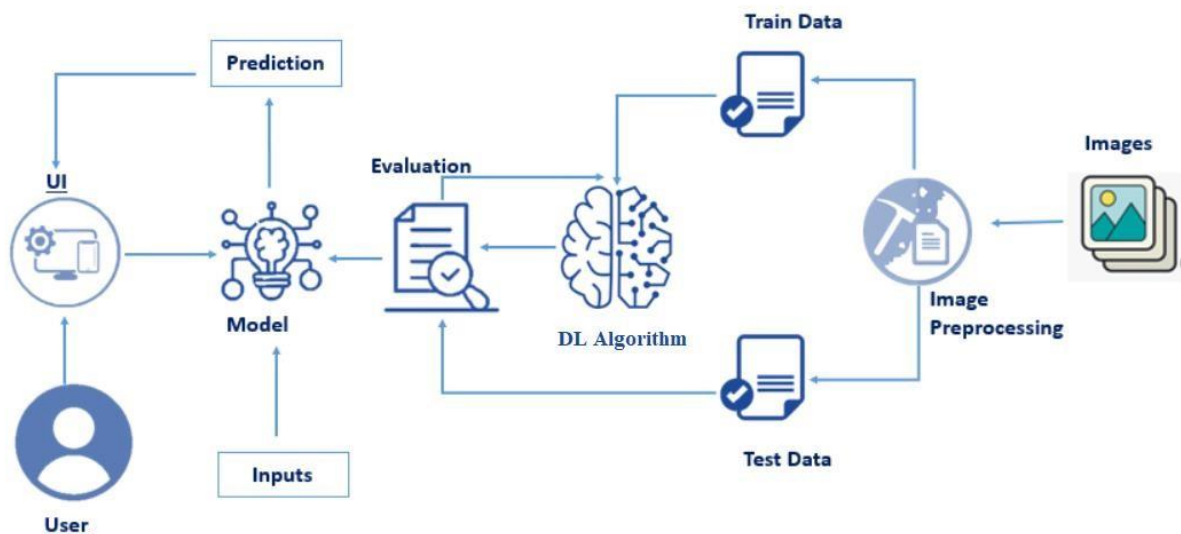 Train Data
Prediction
Images
Evaluation
UI
Image
Preprocessing
Model
DL Algorithm
Test Data
Inputs
User